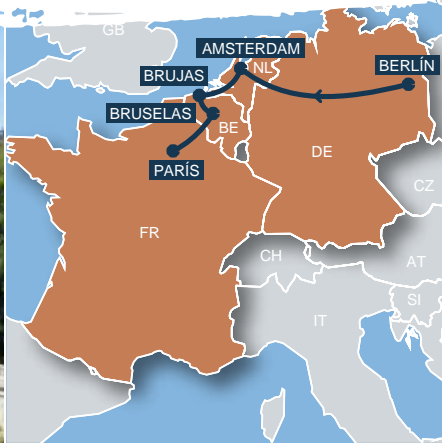 GB
AMSTERDAM
NL
BERLÍN
BRUJAS
BRUSELAS
BE
PARÍS
DE
CZ
FR
CH
AT
SI
IT